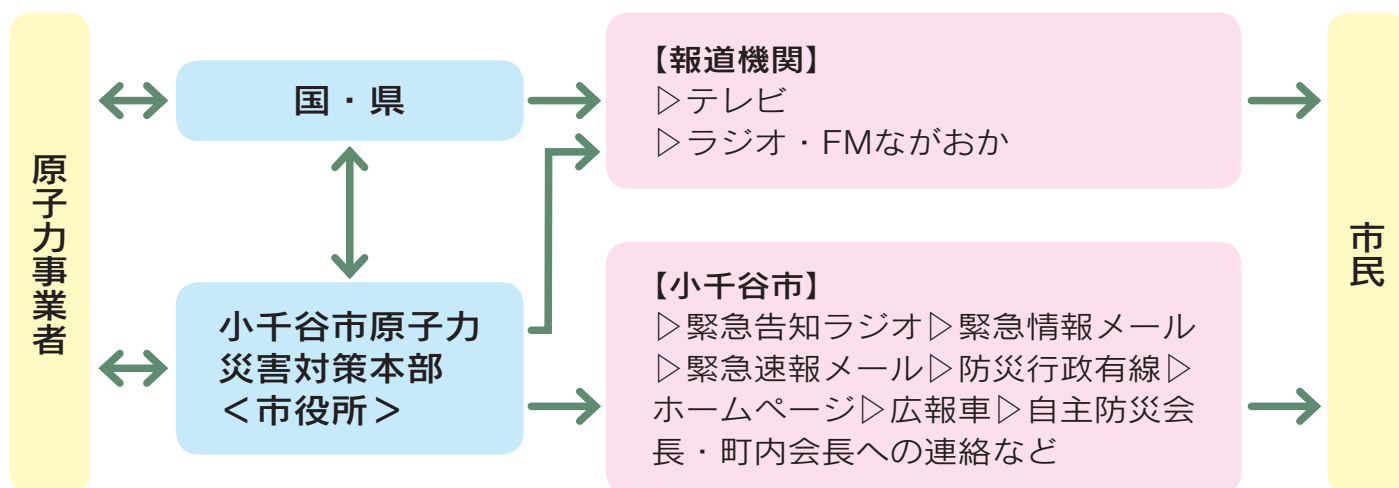 原子力事業者
国・県
小千谷市原子力
災害対策本部
＜市役所＞
【報道機関】
▷テレビ
▷ラジオ・FMながおか
【小千谷市】
▷緊急告知ラジオ▷緊急情報メール
▷緊急速報メール▷防災行政有線▷
ホームページ▷広報車▷自主防災会
長・町内会長への連絡など
市民